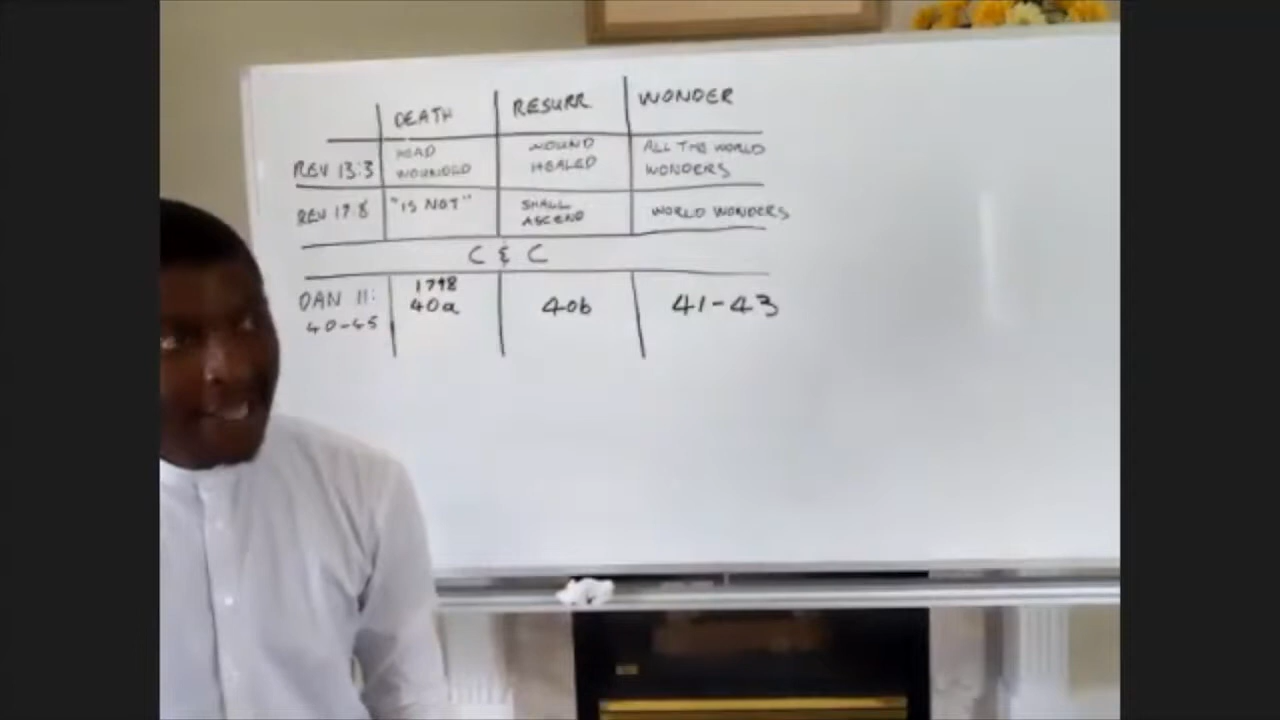 DEATH RESURR WONDER
REV 13:3 HEAD WOUNDED WOUND HEALED ALL THE WORLD WONDERS
REV 17:8 "IS NOT" SHALL ASCEND WORLD WONDERS
C & C
DAN 11: 40-45 1798 40a 40b 41-43